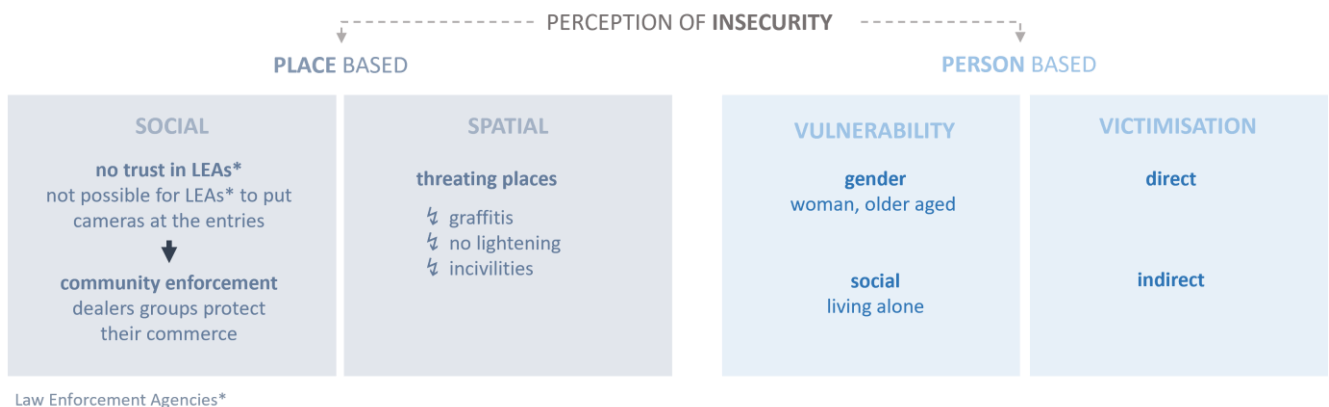 PERCEPTION OF INSECURITY
PLACE BASED
SOCIAL
no trust in LEAs*
not possible for LEAs* to put
cameras at the entries
community enforcement
dealers groups protect
their commerce
SPATIAL
threating places
graffitis
no lightening
incivilities
PERSON BASED
VULNERABILITY
gender
woman, older aged
social
living alone
VICTIMISATION
direct
indirect
Law Enforcement Agencies*